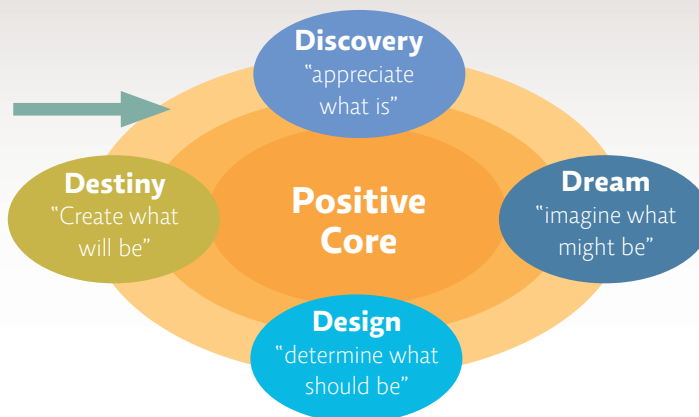 Discovery
“appreciate
what is”
Destiny
“Create what
will be”
Positive
Core
Dream
“imagine what
might be”
Design
“determine what
should be”